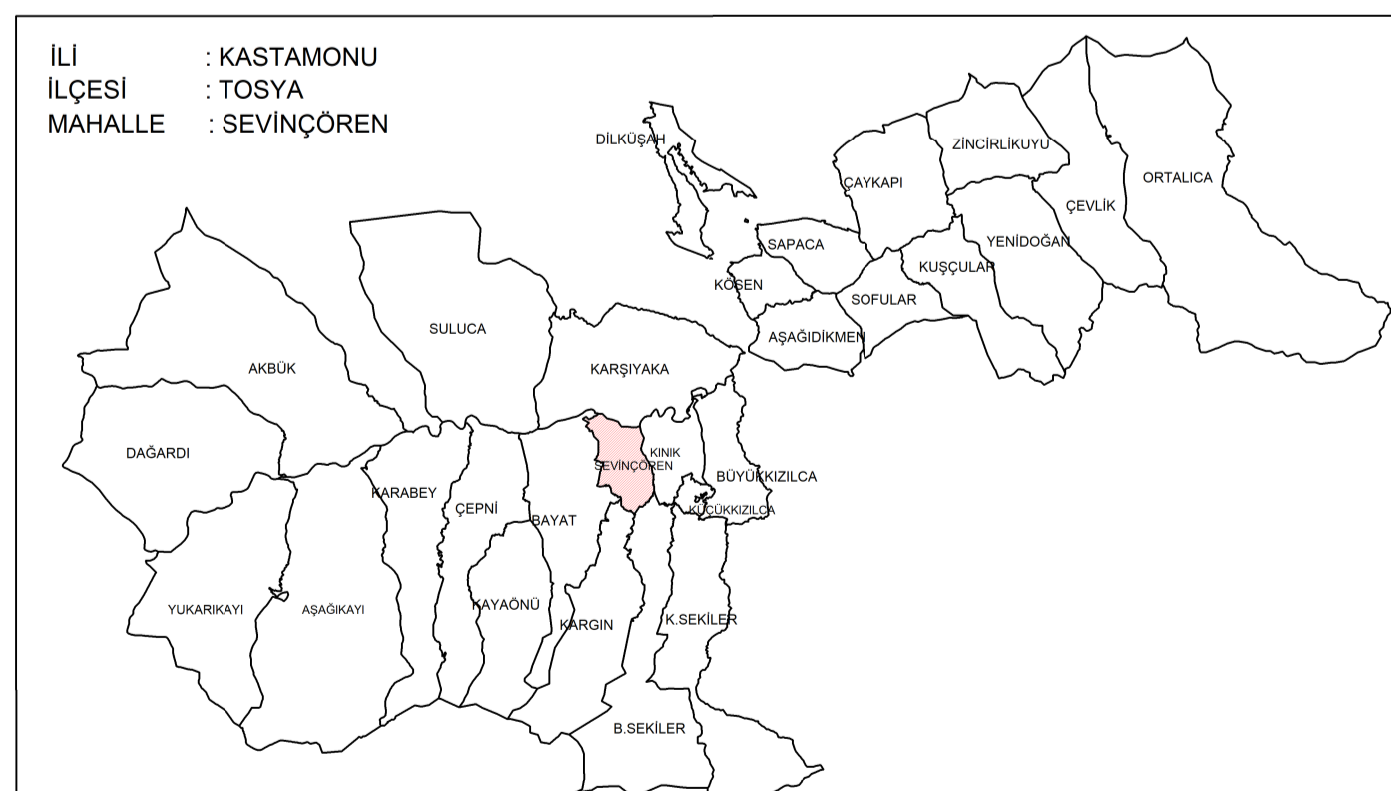 İLİ : KASTAMONU
İLÇESİ : TOSYA
MAHALLE : SEVİNÇÖREN
DİLKÜŞAH
ZİNCİRLİKUYU
ÇAYKAPI
ORTALICA
ÇEVLİK
SAPACA
YENİDOĞAN
KUŞÇULAR
KÖSEN
SOFULAR
SULUCA
AŞAĞIDİKMEN
AKBÜK
KARŞIYAKA
DAĞARDI
KINIK
SEVİNÇÖREN
BÜYÜKKIZILCA
KARABEY
ÇEPNİ
KÜÇÜKKIZILCA
BAYAT
YUKARIKAYI
AŞAĞIKAYI
KAYAÖNÜ
KARGIN
K.SEKİLER
B.SEKİLER